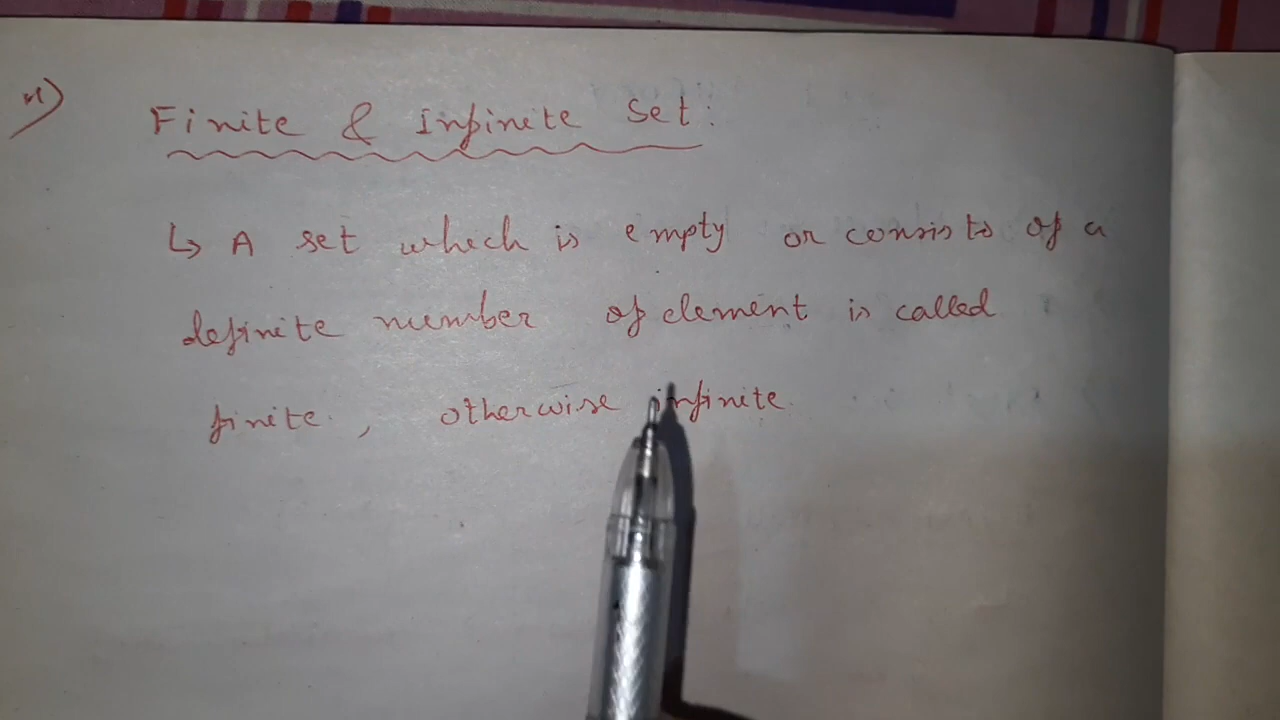 Finite & Infinite Set:
↳ A set which is empty or consists of a
definite number of element is called
finite, otherwise infinite.